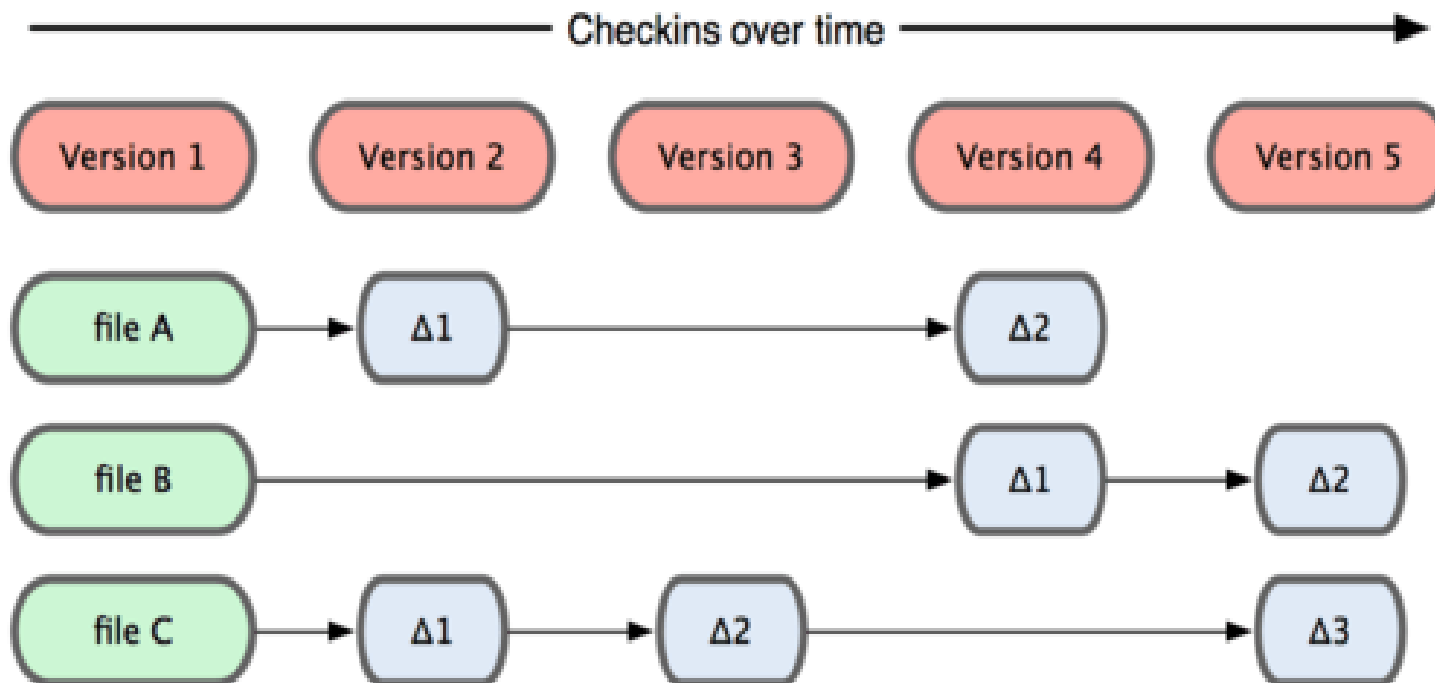 Checkins over time
Version 1 Version 2 Version 3 Version 4 Version 5
file A Δ1 Δ2
file B Δ1 Δ2
file C Δ1 Δ2 Δ3